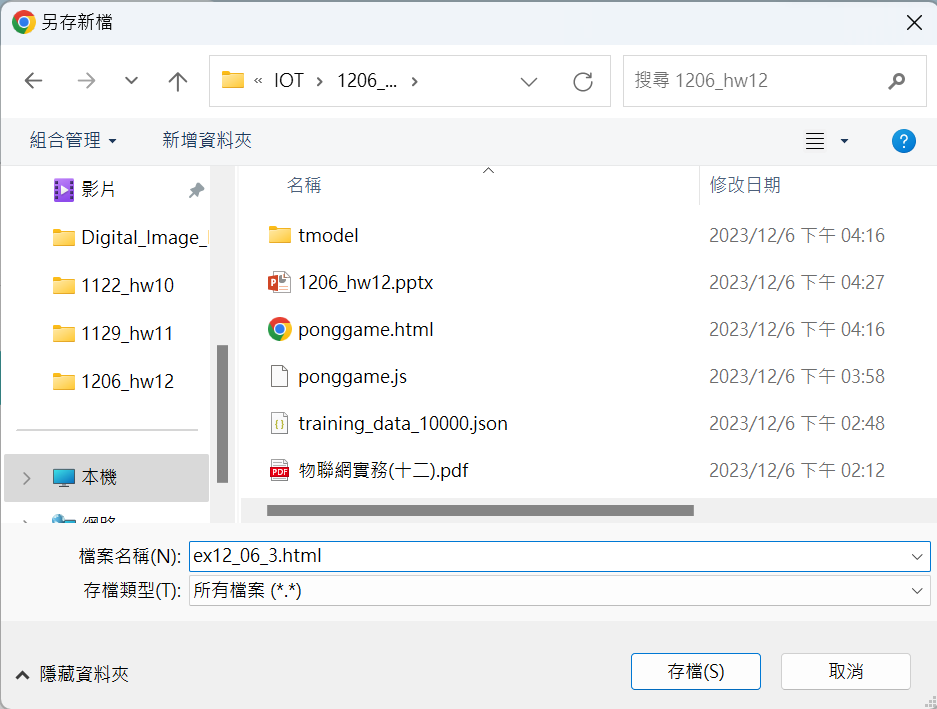 另存新檔
« IOT › 1206_... ›
搜尋 1206_hw12
組合管理
新增資料夾
?
影片
Digital_Image_
1122_hw10
1129_hw11
1206_hw12
本機
網路
名稱
修改日期
tmodel
2023/12/6 下午 04:16
1206_hw12.pptx
2023/12/6 下午 04:27
ponggame.html
2023/12/6 下午 04:16
ponggame.js
2023/12/6 下午 03:58
training_data_10000.json
2023/12/6 下午 02:48
PDF
物聯網實務(十二).pdf
2023/12/6 下午 02:12
檔案名稱(N): ex12_06_3.html
存檔類型(T): 所有檔案 (*.*)
隱藏資料夾
存檔(S)
取消